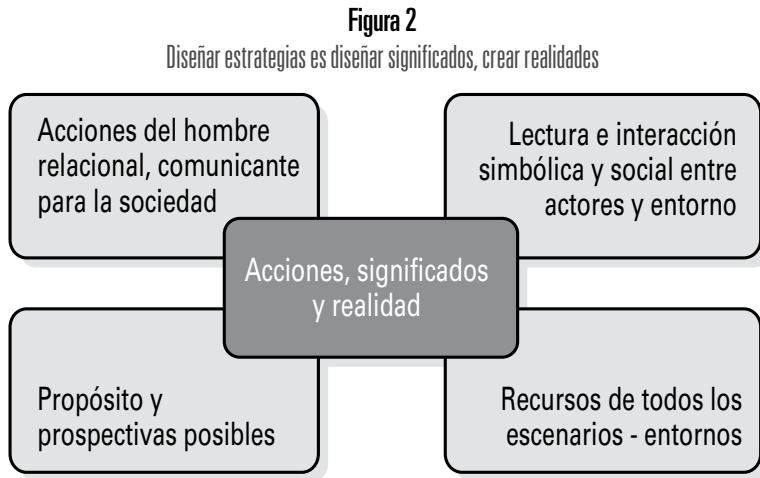 Figura 2
Diseñar estrategias es diseñar significados, crear realidades
Acciones del hombre
relacional, comunicante
para la sociedad
Lectura e interacción
simbólica y social entre
actores y entorno
Acciones, significados
y realidad
Propósito y
prospectivas posibles
Recursos de todos los
escenarios - entornos